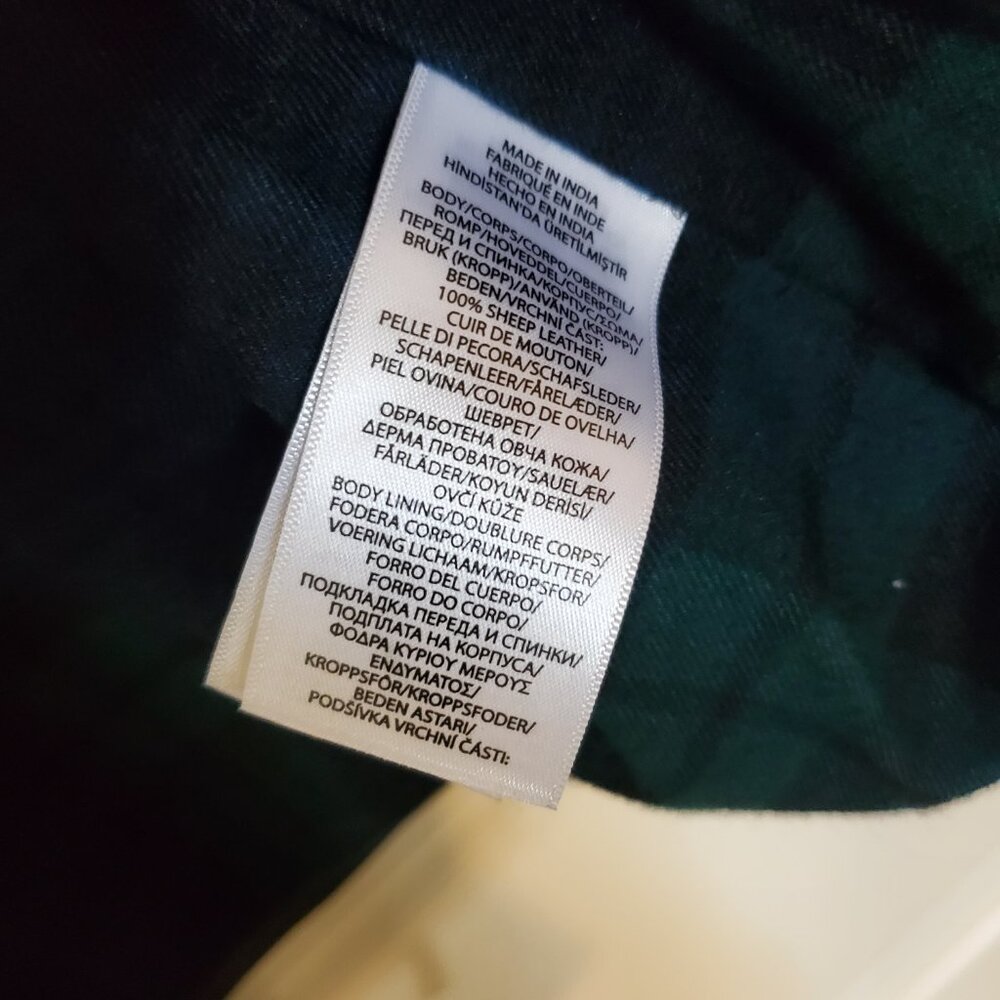 MADE IN INDIA
FABRIQUÉ EN INDE
HECHO EN INDIA
HİNDİSTAN'DA ÜRETİLMİŞTİR
BODY/CORPS/CORPO/OBERTEIL/
ROMP/HOVEDDEL/CUERPO/
ПЕРЕД И СПИНКА/КОРПУС/ΣΩΜΑ/
BRUK (KROPP)/ANVÄND (KROPP)/
BEDEN/VRCHNÍ ČÁST:
100% SHEEP LEATHER/
CUIR DE MOUTON/
PELLE DI PECORA/SCHAFSLEDER/
SCHAPENLEER/FÅRELÆDER/
PIEL OVINA/COURO DE OVELHA/
ШЕВРЕТ/
ОБРАБОТЕНА ОВЧА КОЖА/
ΔΕΡΜΑ ΠΡΟΒΑΤΟΥ/SAUELÆR/
FÅRLÄDER/KOYUN DERİSİ/
OVČÍ KŮŽE
BODY LINING/DOUBLURE CORPS/
FODERA CORPO/RUMPFFUTTER/
VOERING LICHAAM/KROPSFOR/
FORRO DEL CUERPO/
FORRO DO CORPO/
ПОДКЛАДКА ПЕРЕДА И СПИНКИ/
ПОДПЛАТА НА КОРПУСА/
ΦΟΔΡΑ ΚΥΡΙΟΥ ΜΕΡΟΥΣ
ΕΝΔΥΜΑΤΟΣ/
KROPPSFÔR/KROPPSFODER/
BEDEN ASTARI/
PODŠÍVKA VRCHNÍ ČÁSTI: